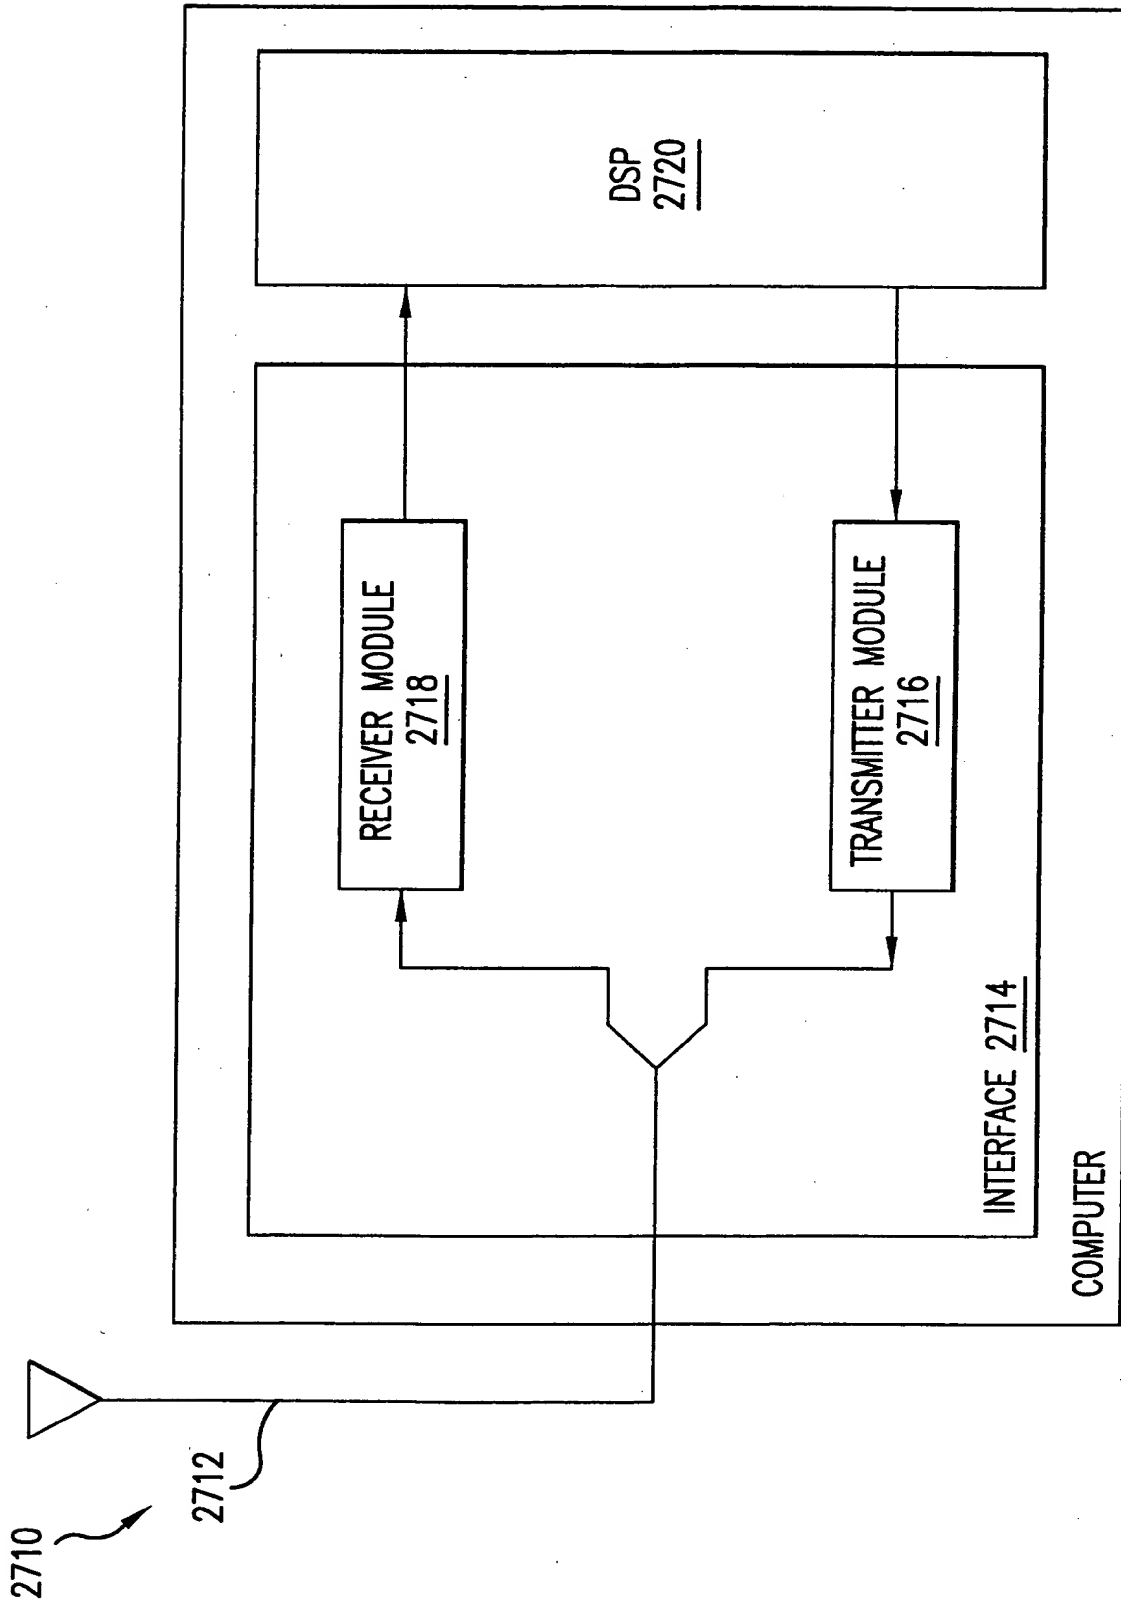 2710
2712
RECEIVER MODULE
2718
TRANSMITTER MODULE
2716
DSP
2720
INTERFACE 2714
COMPUTER